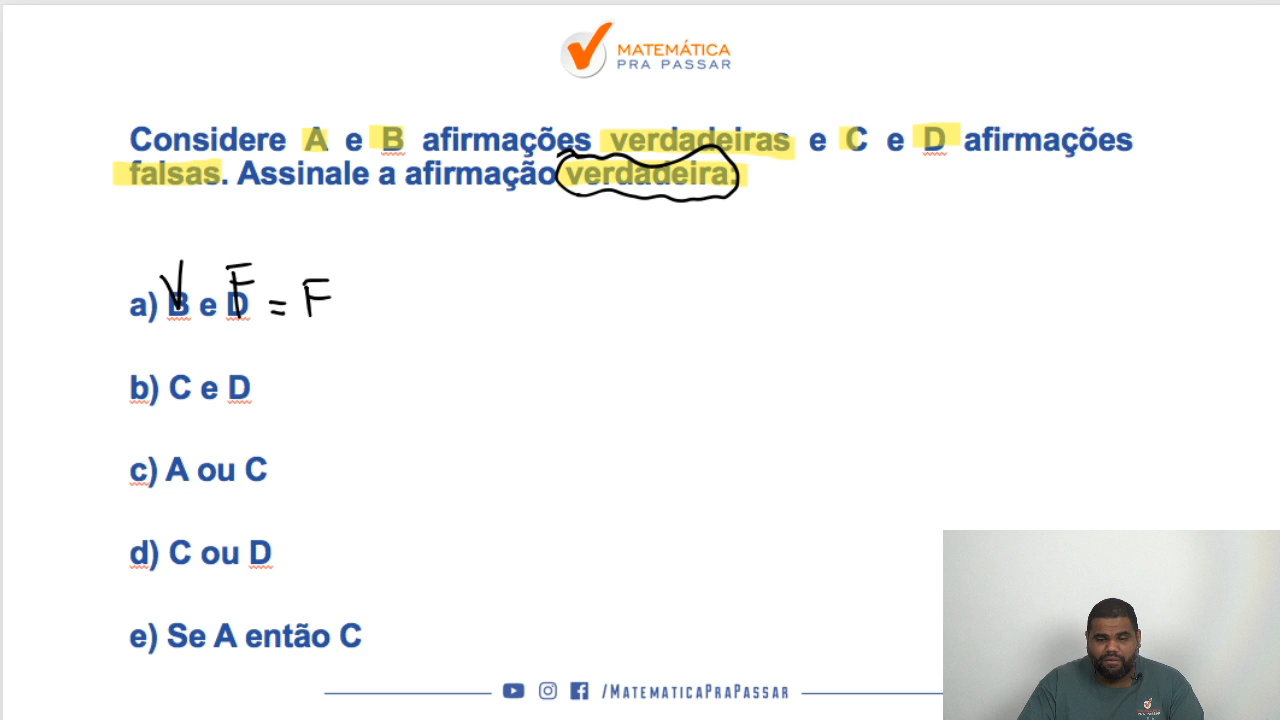 MATEMÁTICA
PRA PASSAR
Considere A e B afirmações verdadeiras e C e D afirmações
falsas. Assinale a afirmação verdadeira:
V F
a) B e D = F
b) C e D
c) A ou C
d) C ou D
e) Se A então C
/MATEMATICAPRAPASSAR